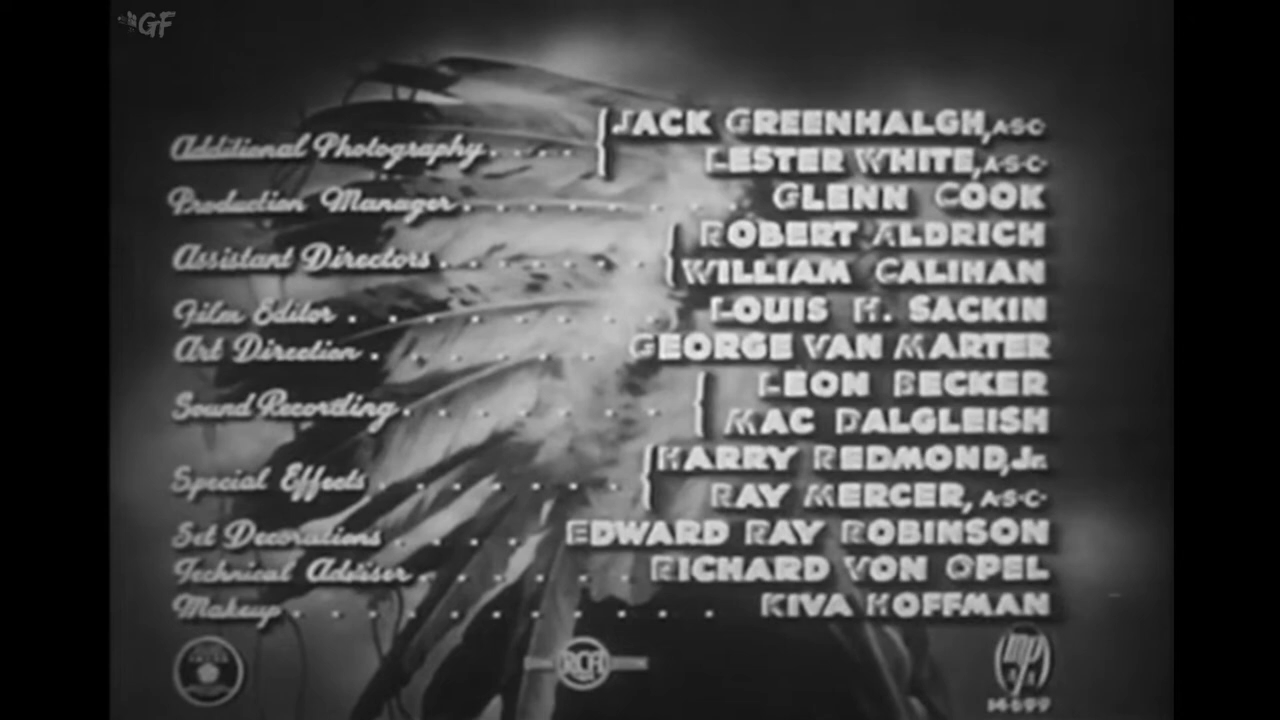 GF
JACK GREENHALGH, A·S·C·
Additional Photography....
LESTER WHITE, A·S·C·
Production Manager........ GLENN COOK
ROBERT ALDRICH
Assistant Directors......
WILLIAM CALIHAN
Film Editor......... LOUIS H. SACKIN
Art Direction....... GEORGE VAN MARTER
LEON BECKER
Sound Recording........
MAC DALGLEISH
HARRY REDMOND, Jr.
Special Effects.......
RAY MERCER, A·S·C·
Set Decorations.... EDWARD RAY ROBINSON
Technical Adviser...... RICHARD VON OPEL
Makeup............ KIVA HOFFMAN
RCA